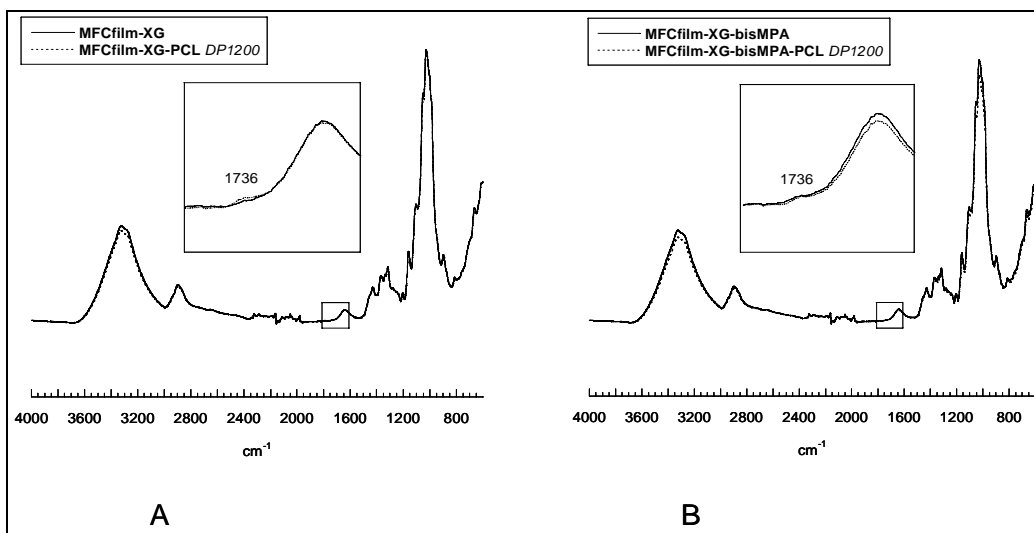 MFCfilm-XG
MFCfilm-XG-PCL DP1200
1736
4000 3600 3200 2800 2400 2000 1600 1200 800
cm-1
A
MFCfilm-XG-bisMPA
MFCfilm-XG-bisMPA-PCL DP1200
1736
4000 3600 3200 2800 2400 2000 1600 1200 800
cm-1
B